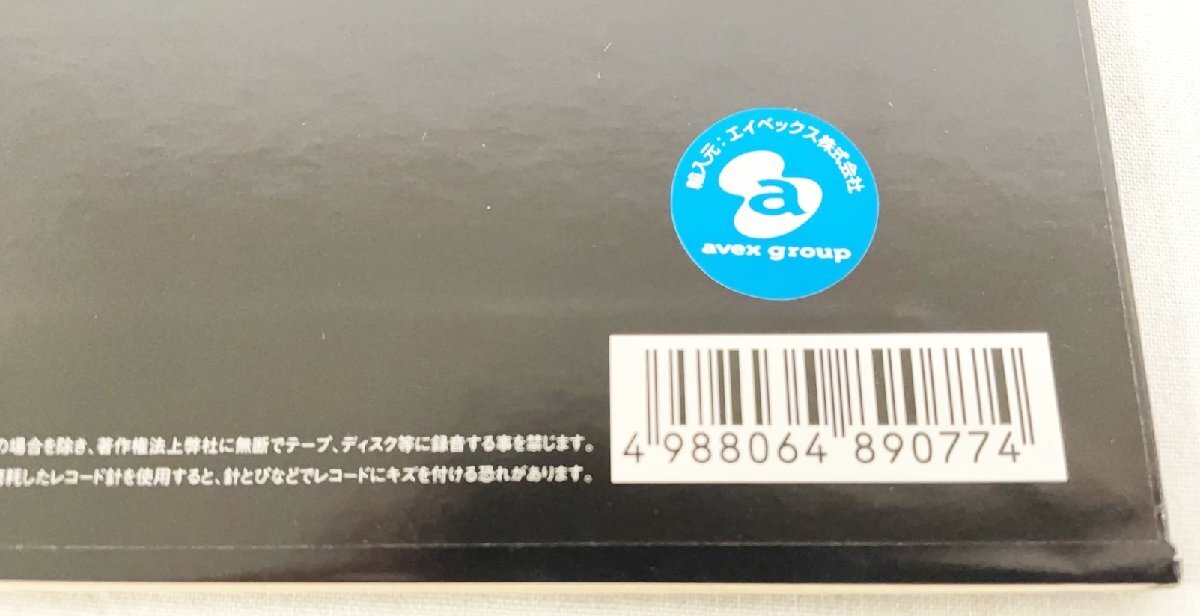 輸入元:エイベックス株式会社
a
avex group
の場合を除き、著作権法上弊社に無断でテープ、ディスク等に録音する事を禁じます。
耗したレコード針を使用すると、針とびなどでレコードにキズを付ける恐れがあります。
4 988064 890774